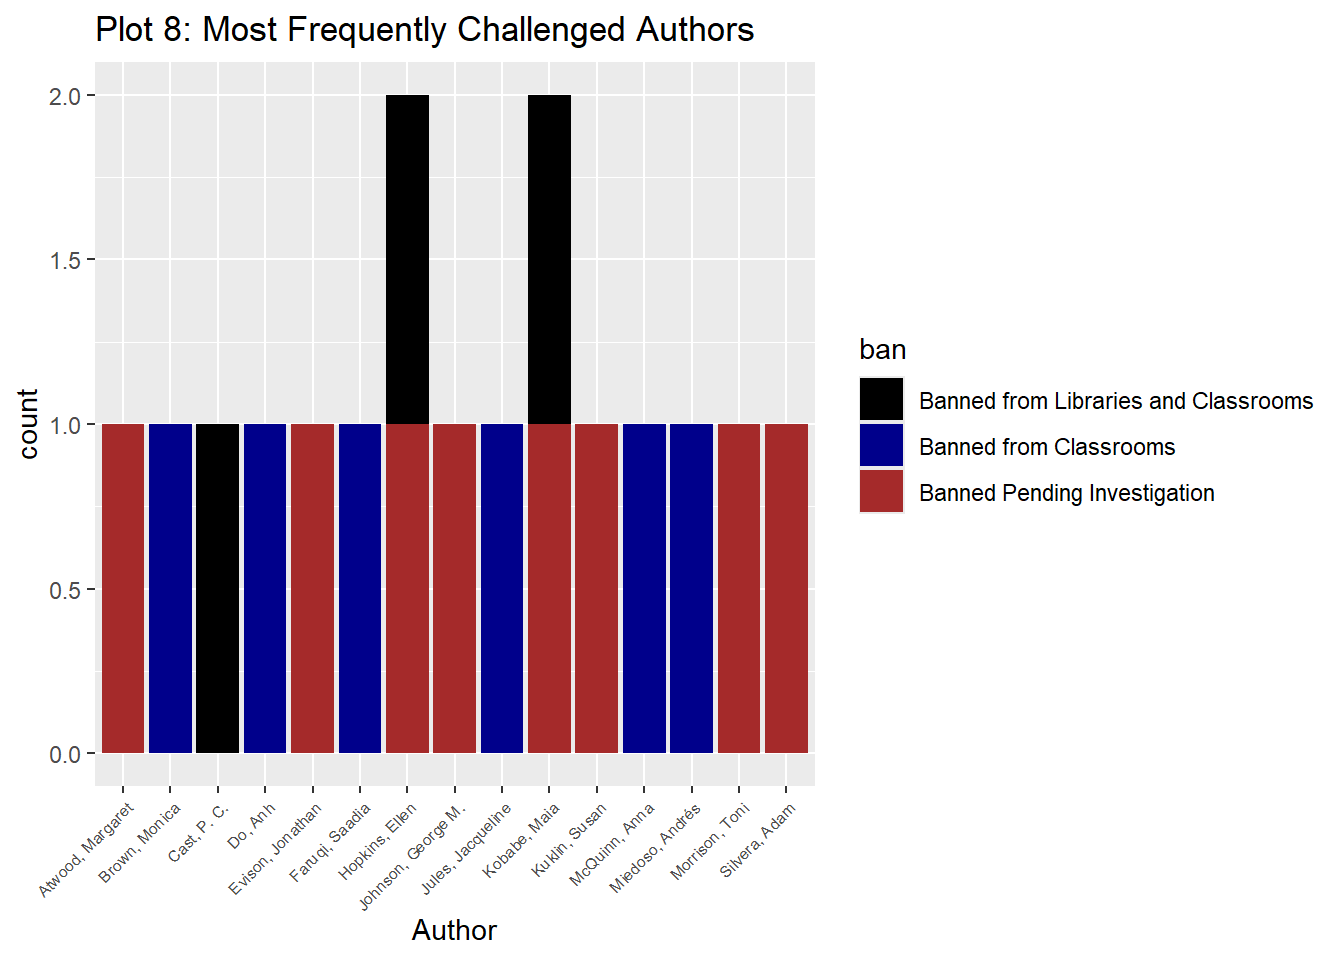 Plot 8: Most Frequently Challenged Authors
2.0
1.5
1.0
0.5
0.0
count
Atwood, Margaret
Brown, Monica
Cast, P. C.
Do, Anh
Evison, Jonathan
Faruqi, Saadia
Hopkins, Ellen
Johnson, George M.
Jules, Jacqueline
Kobabe, Maia
Kuklin, Susan
McQuinn, Anna
Miedoso, Andrés
Morrison, Toni
Silvera, Adam
Author
ban
Banned from Libraries and Classrooms
Banned from Classrooms
Banned Pending Investigation